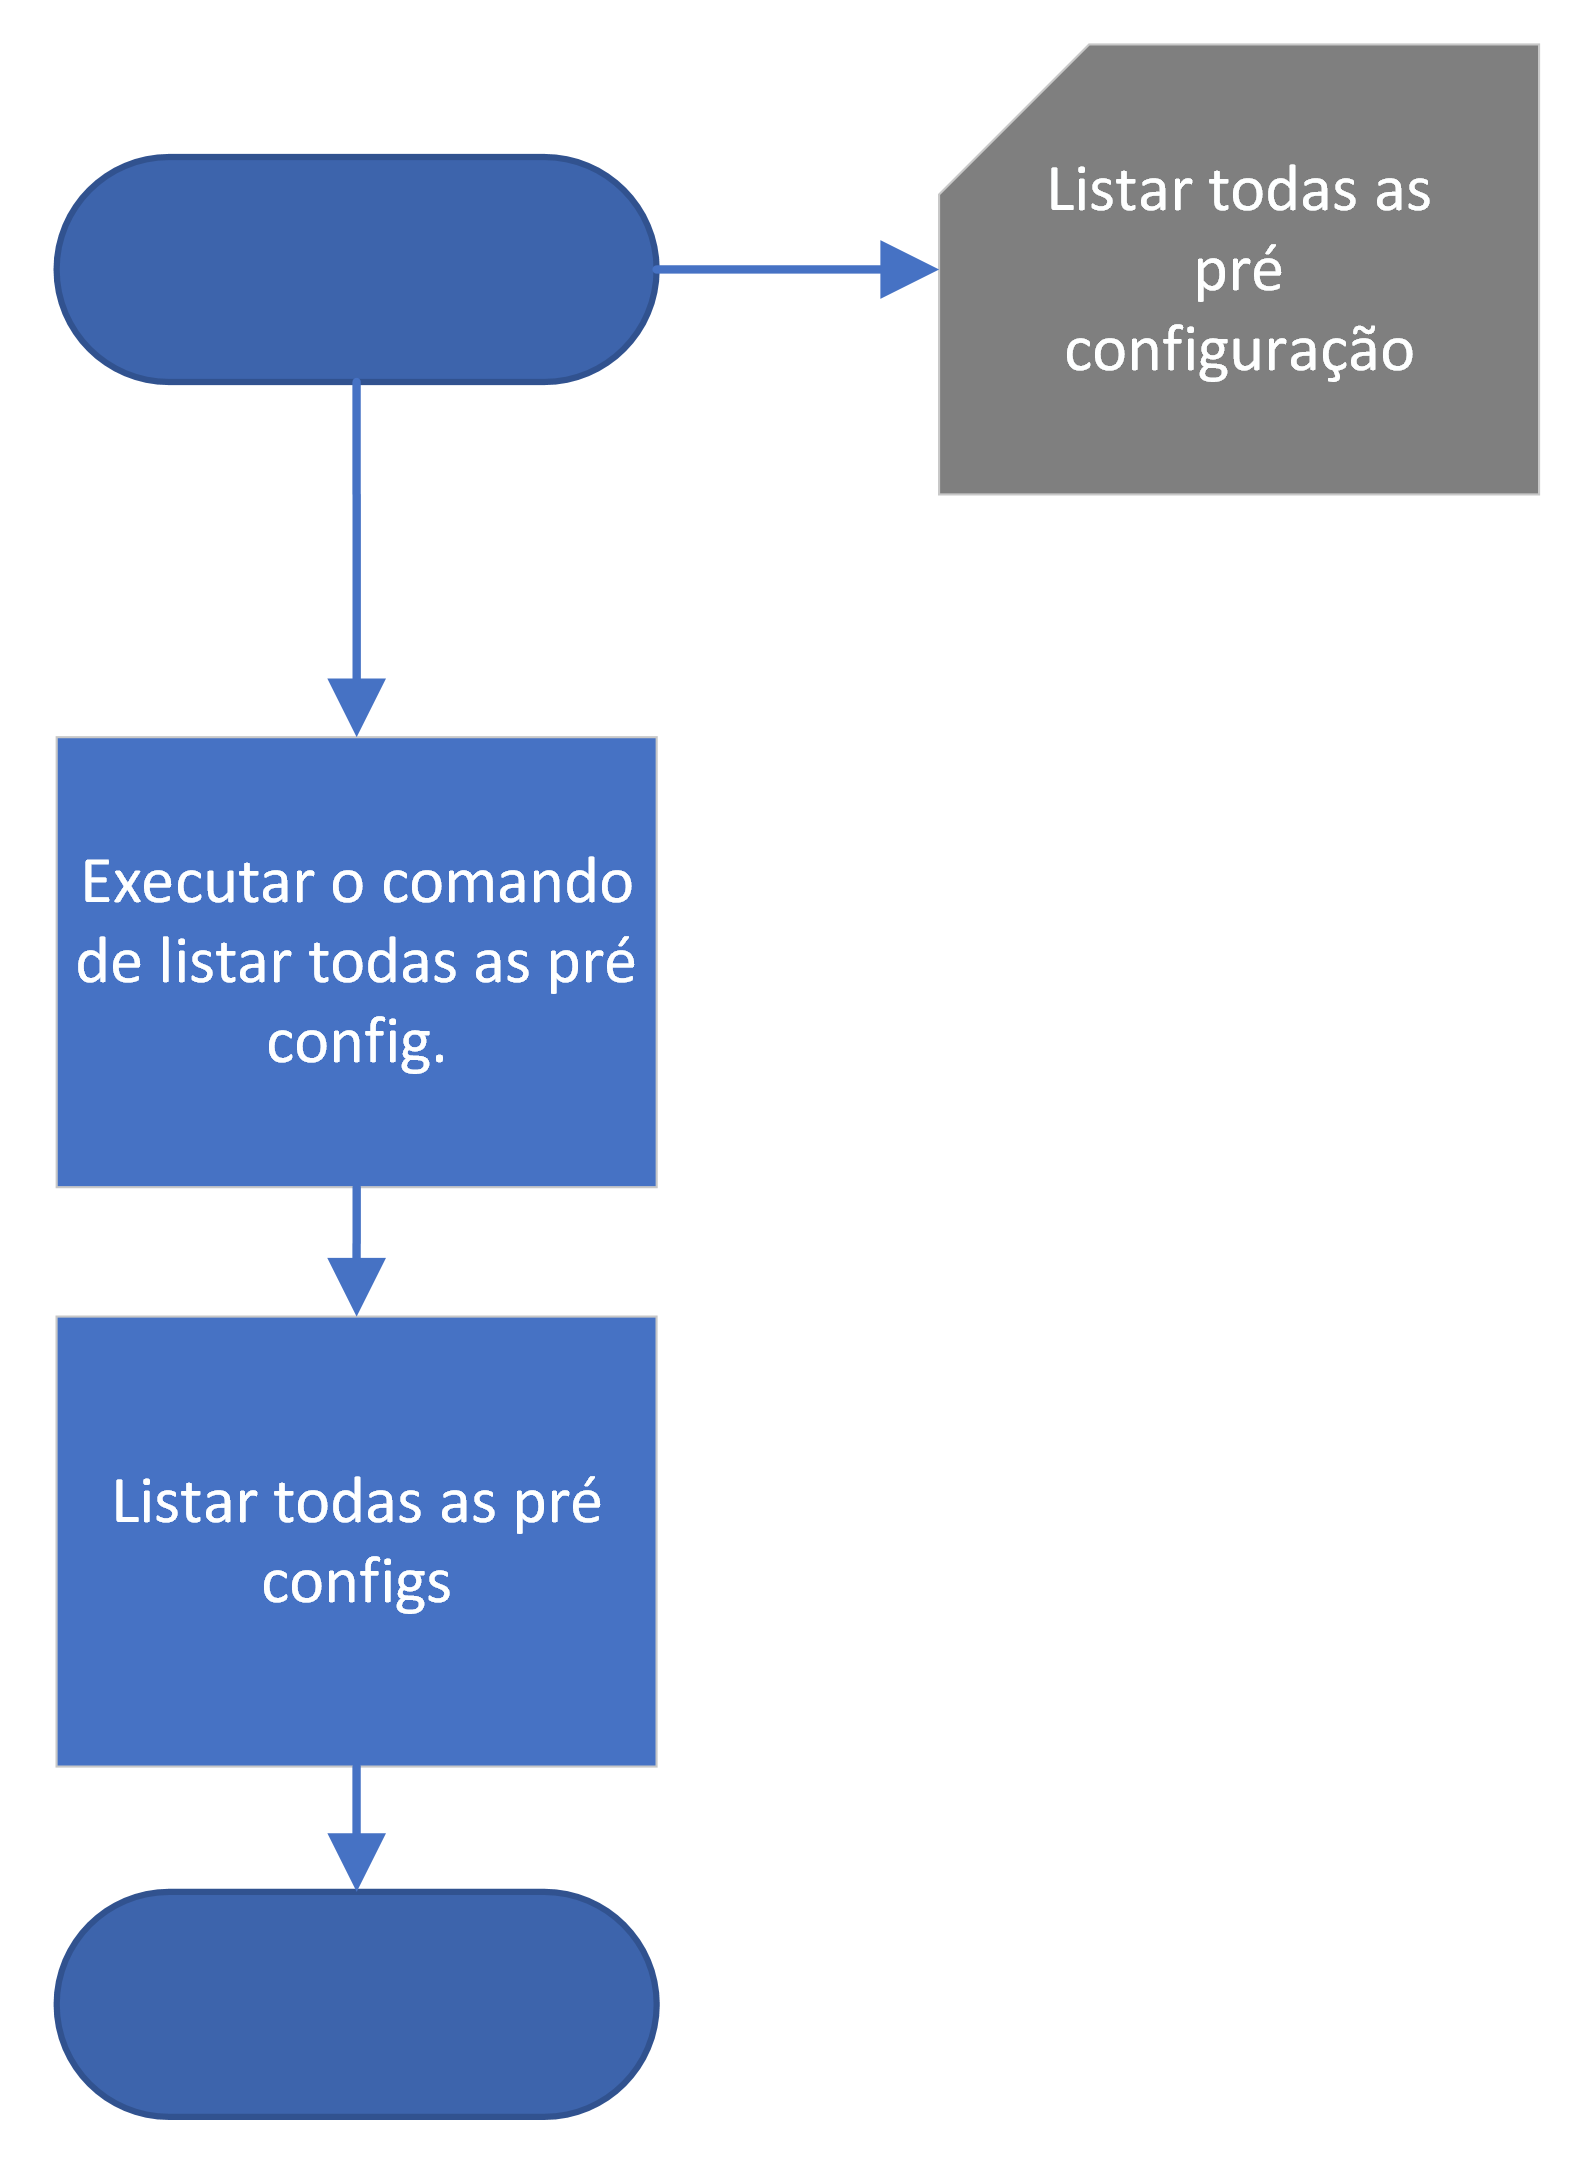 Listar todas as
pré
configuração
Executar o comando
de listar todas as pré
config.
Listar todas as pré
configs